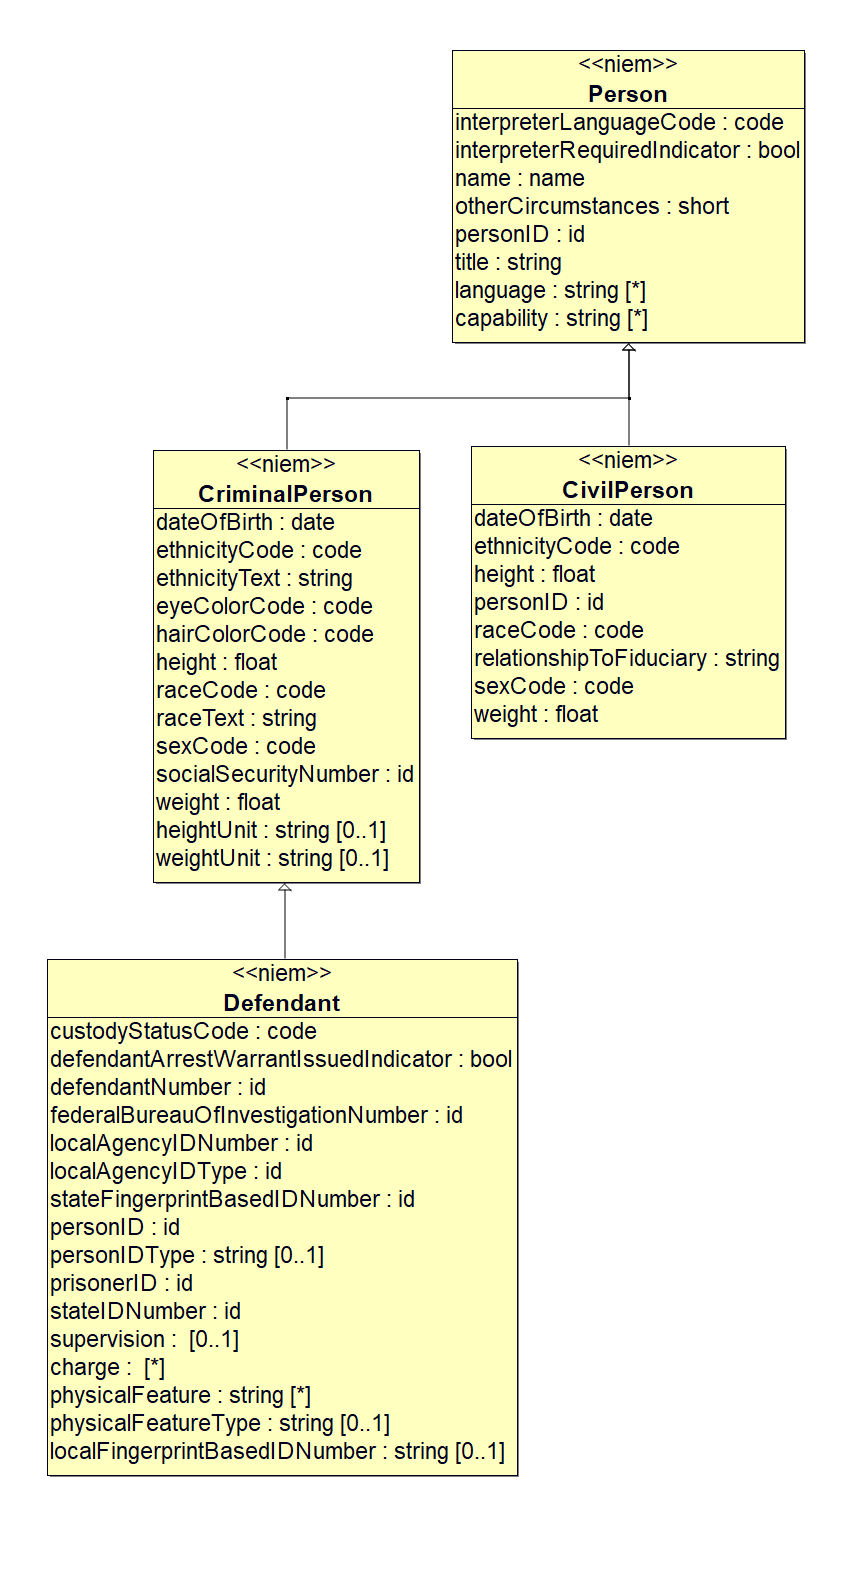 <<niem>>
Person
interpreterLanguageCode : code
interpreterRequiredIndicator : bool
name : name
otherCircumstances : short
personID : id
title : string
language : string [*]
capability : string [*]
<<niem>>
CriminalPerson
dateOfBirth : date
ethnicityCode : code
ethnicityText : string
eyeColorCode : code
hairColorCode : code
height : float
raceCode : code
raceText : string
sexCode : code
socialSecurityNumber : id
weight : float
heightUnit : string [0..1]
weightUnit : string [0..1]
<<niem>>
CivilPerson
dateOfBirth : date
ethnicityCode : code
height : float
personID : id
raceCode : code
relationshipToFiduciary : string
sexCode : code
weight : float
<<niem>>
Defendant
custodyStatusCode : code
defendantArrestWarrantIssuedIndicator : bool
defendantNumber : id
federalBureauOfInvestigationNumber : id
localAgencyIDNumber : id
localAgencyIDType : id
stateFingerprintBasedIDNumber : id
personID : id
personIDType : string [0..1]
prisonerID : id
stateIDNumber : id
supervision :  [0..1]
charge :  [*]
physicalFeature : string [*]
physicalFeatureType : string [0..1]
localFingerprintBasedIDNumber : string [0..1]